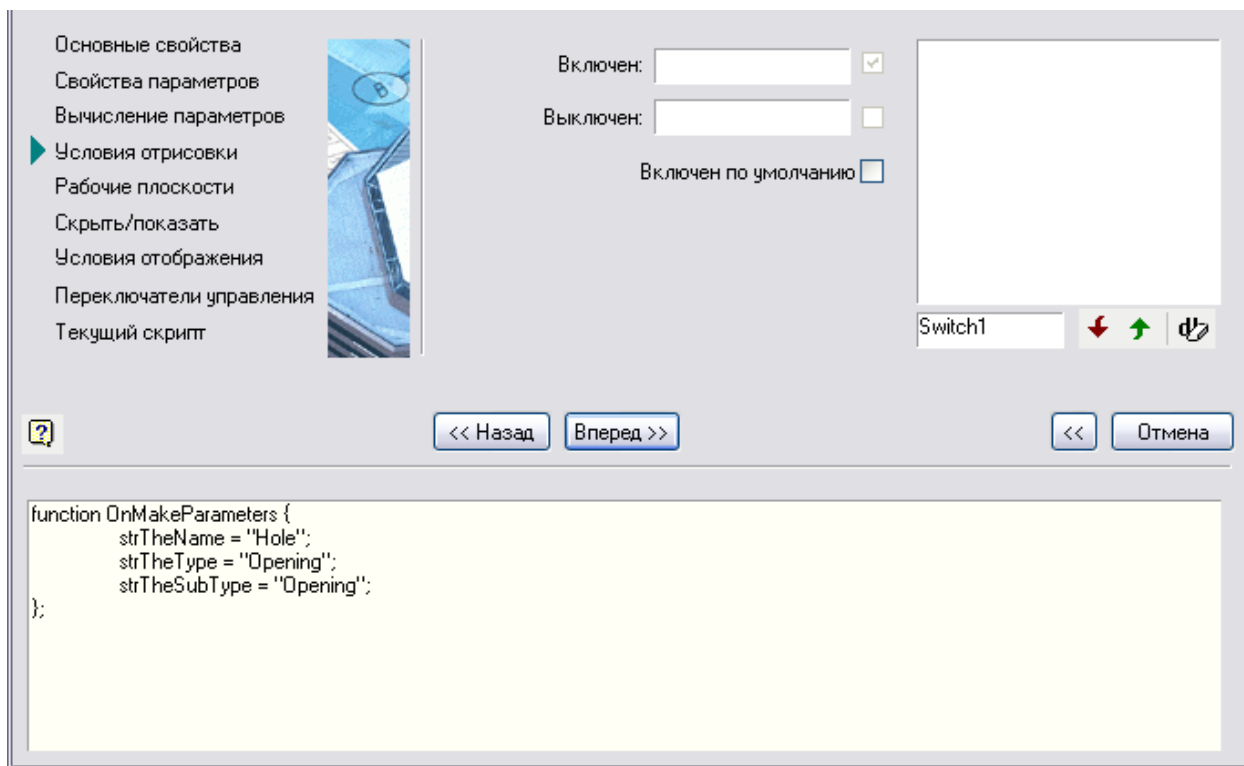 Основные свойства
Свойства параметров
Вычисление параметров
Условия отрисовки
Рабочие плоскости
Скрыть/показать
Условия отображения
Переключатели управления
Текущий скрипт
B
Включен:
Выключен:
Включен по умолчанию
Switch1
<< Назад
Вперед >>
<<
Отмена
function OnMakeParameters {
strTheName = "Hole";
strTheType = "Opening";
strTheSubType = "Opening";
};